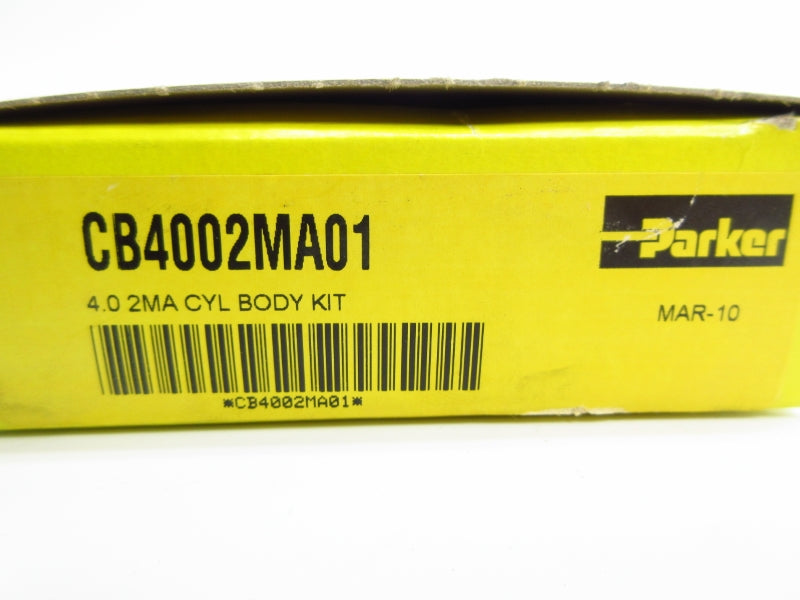 CB4002MA01
Parker
4.0 2MA CYL BODY KIT
MAR-10
*CB4002MA01*